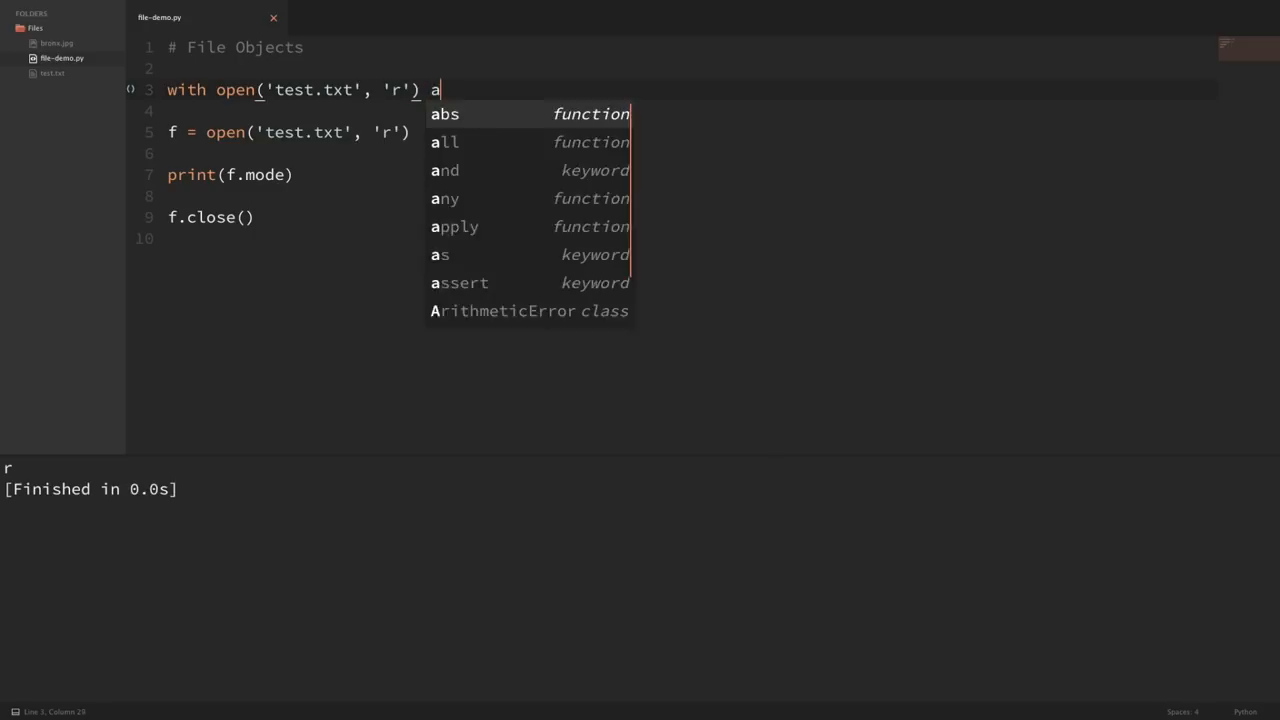 FOLDERS
Files
bronx.jpg
file-demo.py
test.txt
file-demo.py ×
1 # File Objects
2
3 with open('test.txt', 'r') a
4
5 f = open('test.txt', 'r')
6
7 print(f.mode)
8
9 f.close()
10
abs function
all function
and keyword
any function
apply function
as keyword
assert keyword
ArithmeticError class
r
[Finished in 0.0s]
Line 3, Column 29
Spaces: 4
Python